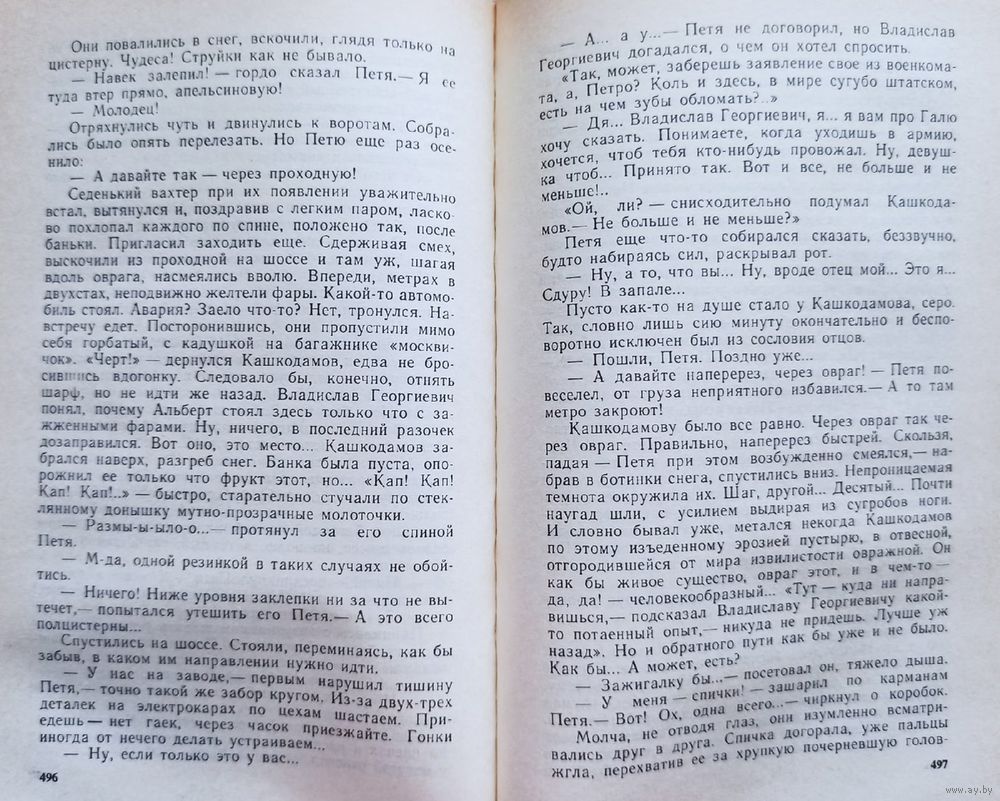 Они повалились в снег, вскочили, глядя только на
цистерну. Чудеса! Струйки как не бывало.
— Навек залепил! — гордо сказал Петя.— Я ее
туда втер прямо, апельсиновую!
— Молодец!
Отряхнулись чуть и двинулись к воротам. Собра-
лись было опять перелезать. Но Петю еще раз осе-
нило:
— А давайте так — через проходную!
Седенький вахтер при их появлении уважительно
встал, вытянулся и, поздравив с легким паром, ласко-
во похлопал каждого по спине, положено так, после
баньки. Пригласил заходить еще. Сдерживая смех,
выскочили из проходной на шоссе и там уж, шагая
вдоль оврага, насмеялись вволю. Впереди, метрах в
двухстах, неподвижно желтели фары. Какой-то автомо-
биль стоял. Авария? Заело что-то? Нет, тронулся. На-
встречу едет. Посторонившись, они пропустили мимо
себя горбатый, с кадушкой на багажнике «москви-
чок». «Черт!» — дернулся Кашкодамов, едва не бро-
сившись вдогонку. Следовало бы, конечно, отнять
шарф, но не идти же назад. Владислав Георгиевич
понял, почему Альберт стоял здесь только что с за-
жженными фарами. Ну, ничего, в последний разочек
дозаправился. Вот оно, это место... Кашкодамов за-
брался наверх, разгреб снег. Банка была пуста, опо-
рожнил ее только что фрукт этот, но... «Кап! Кап!
Кап! Кап!..» — быстро, старательно стучали по стек-
лянному донышку мутно-прозрачные молоточки.
— Размы-ы-ыло-о...— протянул за его спиной
Петя.
— М-да, одной резинкой в таких случаях не обой-
тись.
— Ничего! Ниже уровня заклепки ни за что не вы-
течет,— попытался утешить его Петя.— А это всего
полцистерны...
Спустились на шоссе. Стояли, переминаясь, как бы
забыв, в каком им направлении нужно идти.
— У нас на заводе,— первым нарушил тишину
Петя,— точно такой же забор кругом. Из-за двух-трех
деталек на электрокарах по цехам шастаем. При-
едешь — нет гаек, через часок приезжайте. Гонки
иногда от нечего делать устраиваем...
— Ну, если только это у вас...
496
— А... а у...— Петя не договорил, но Владислав
Георгиевич догадался, о чем он хотел спросить.
«Так, может, заберешь заявление свое из военкома-
та, а, Петро? Коль и здесь, в мире сугубо штатском,
есть на чем зубы обломать?..»
— Дя... Владислав Георгиевич, я... я вам про Галю
хочу сказать. Понимаете, когда уходишь в армию,
хочется, чтоб тебя кто-нибудь провожал. Ну, девуш-
ка чтоб... Принято так. Вот и все, не больше и не
меньше!..
«Ой, ли? — снисходительно подумал Кашкода-
мов.— Не больше и не меньше?»
Петя еще что-то собирался сказать, беззвучно,
будто набираясь сил, раскрывал рот.
— Ну, а то, что вы... Ну, вроде отец мой... Это я...
Сдуру! В запале...
Пусто как-то на душе стало у Кашкодамова, серо.
Так, словно лишь сию минуту окончательно и беспо-
воротно исключен был из сословия отцов.
— Пошли, Петя. Поздно уже...
— А давайте наперерез, через овраг! — Петя по-
веселел, от груза неприятного избавился.— А то там
метро закроют!
Кашкодамову было все равно. Через овраг так че-
рез овраг. Правильно, наперерез быстрей. Скользя,
падая — Петя при этом возбужденно смеялся,— на-
брав в ботинки снега, спустились вниз. Непроницаемая
темнота окружила их. Шаг, другой... Десятый... Почти
наугад шли, с усилием выдирая из сугробов ноги.
И словно бывал уже, метался некогда Кашкодамов
по этому изъеденному эрозией пустырю, в отвесной,
отгородившейся от мира извилистости овражной. Он
как бы живое существо, овраг этот, и в чем-то —
да, да! — человекообразный... «Тут — куда ни напра-
вишься,— подсказал Владиславу Георгиевичу какой-
то потаенный опыт,— никуда не придешь. Лучше уж
назад». Но и обратного пути как бы уже и не было.
Как бы... А может, есть?
— Зажигалку бы...— посетовал он, тяжело дыша.
— У меня — спички! — зашарил по карманам
Петя.— Вот! Ох, одна всего...— чиркнул о коробок.
Молча, не отводя глаз, они изумленно всматри-
вались друг в друга. Спичка догорала, уже пальцы
жгла, перехватив ее за хрупкую почерневшую голов-
497
www.ay.by